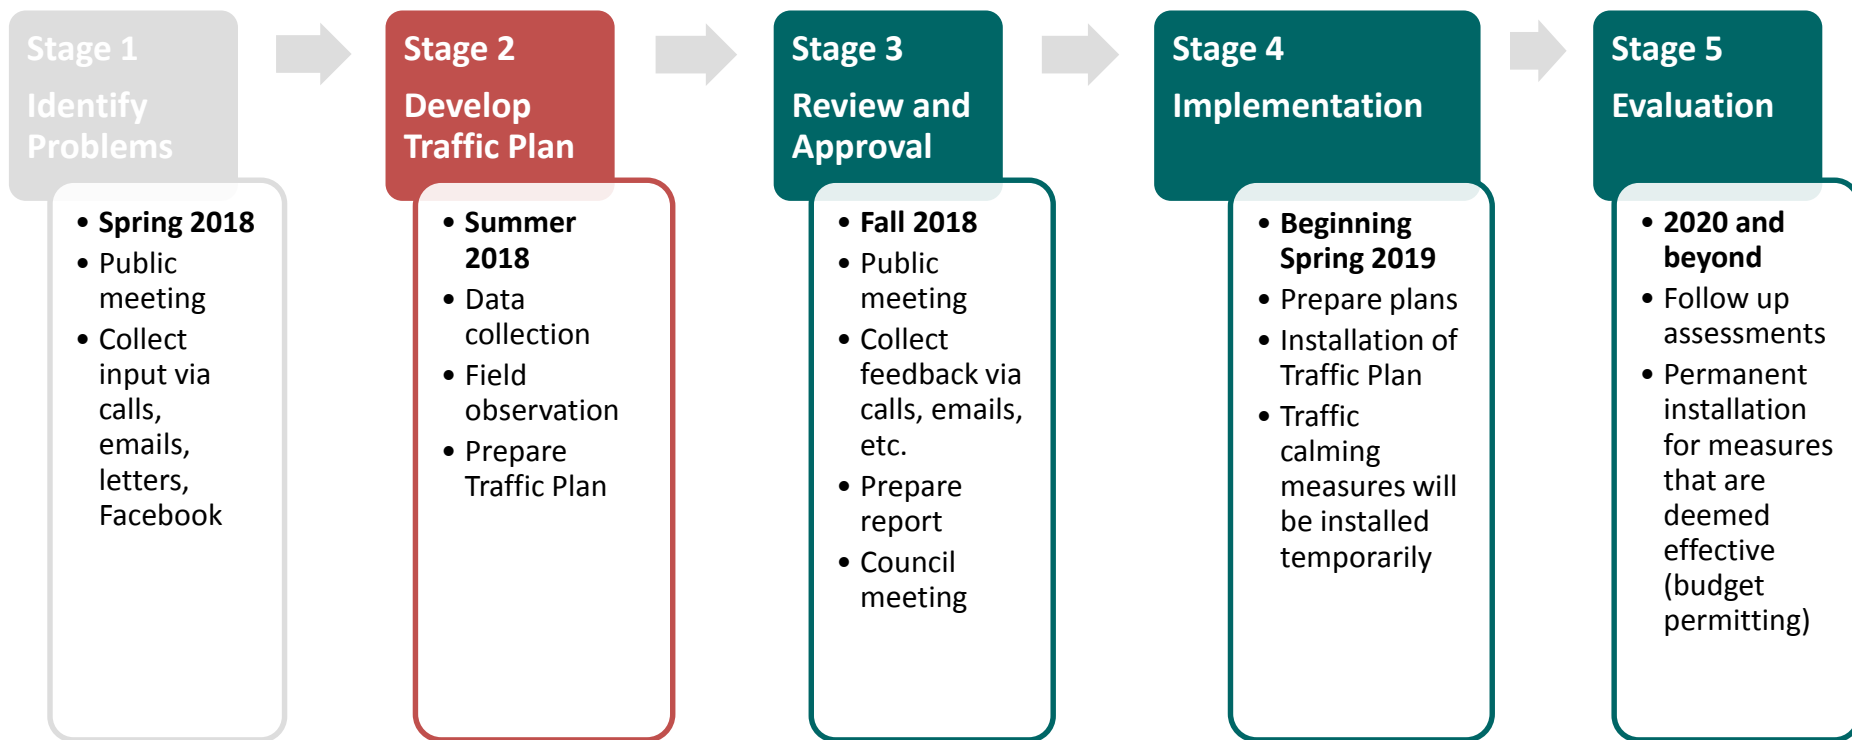 Stage 1
Identify
Problems
• Spring 2018
• Public
meeting
• Collect
input via
calls,
emails,
letters,
Facebook
Stage 2
Develop
Traffic Plan
• Summer
2018
• Data
collection
• Field
observation
• Prepare
Traffic Plan
Stage 3
Review and
Approval
• Fall 2018
• Public
meeting
• Collect
feedback via
calls, emails,
etc.
• Prepare
report
• Council
meeting
Stage 4
Implementation
• Beginning
Spring 2019
• Prepare plans
• Installation of
Traffic Plan
• Traffic
calming
measures will
be installed
temporarily
Stage 5
Evaluation
• 2020 and
beyond
• Follow up
assessments
• Permanent
installation
for measures
that are
deemed
effective
(budget
permitting)